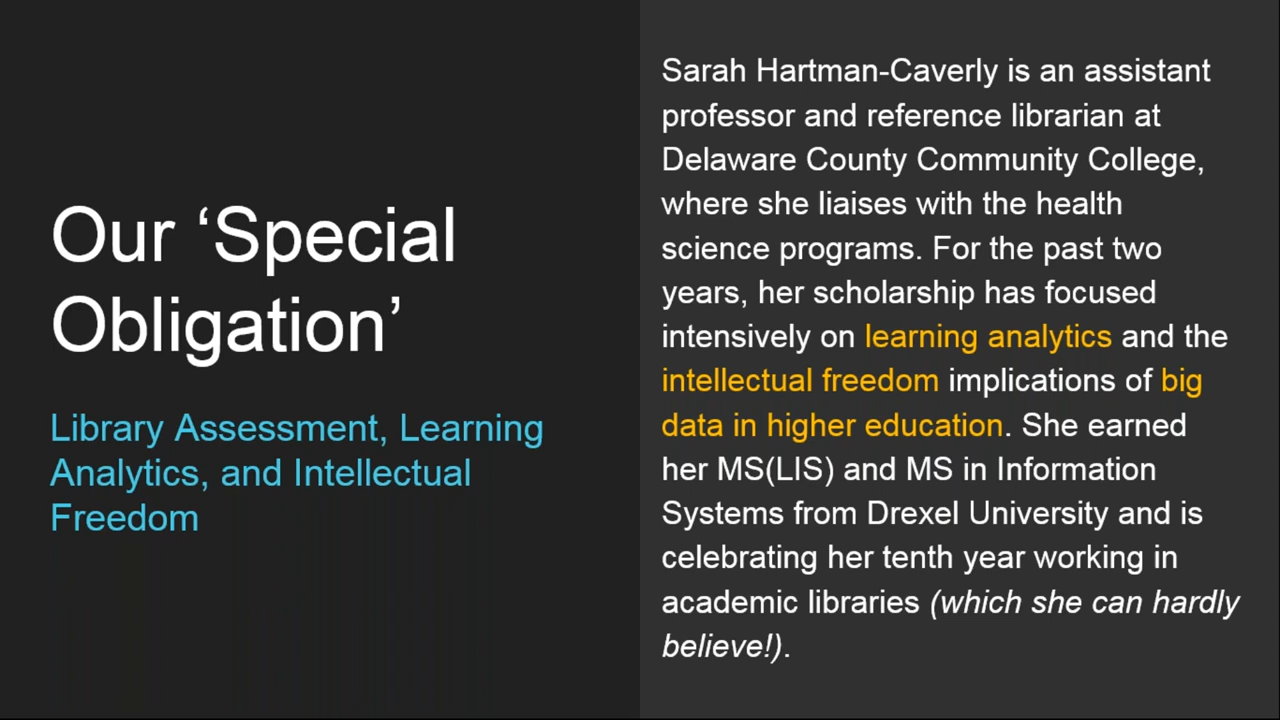 Our ‘Special
Obligation’
Library Assessment, Learning
Analytics, and Intellectual
Freedom
Sarah Hartman-Caverly is an assistant
professor and reference librarian at
Delaware County Community College,
where she liaises with the health
science programs. For the past two
years, her scholarship has focused
intensively on learning analytics and the
intellectual freedom implications of big
data in higher education. She earned
her MS(LIS) and MS in Information
Systems from Drexel University and is
celebrating her tenth year working in
academic libraries (which she can hardly
believe!).